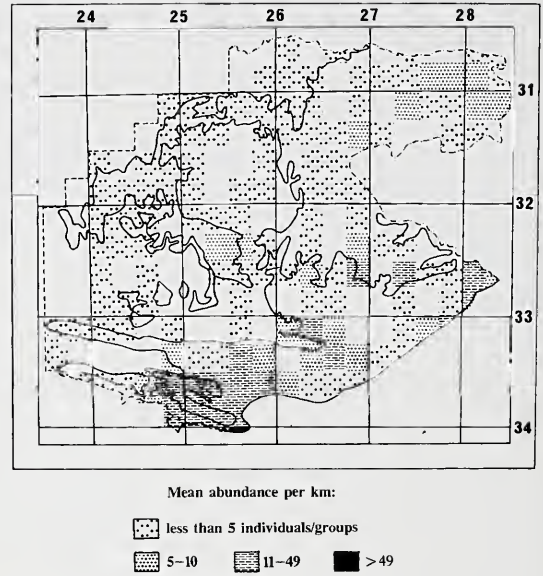 24 25 26 27 28
31
32
33
34
Mean abundance per km:
less than 5 individuals/groups
5–10 11–49 >49